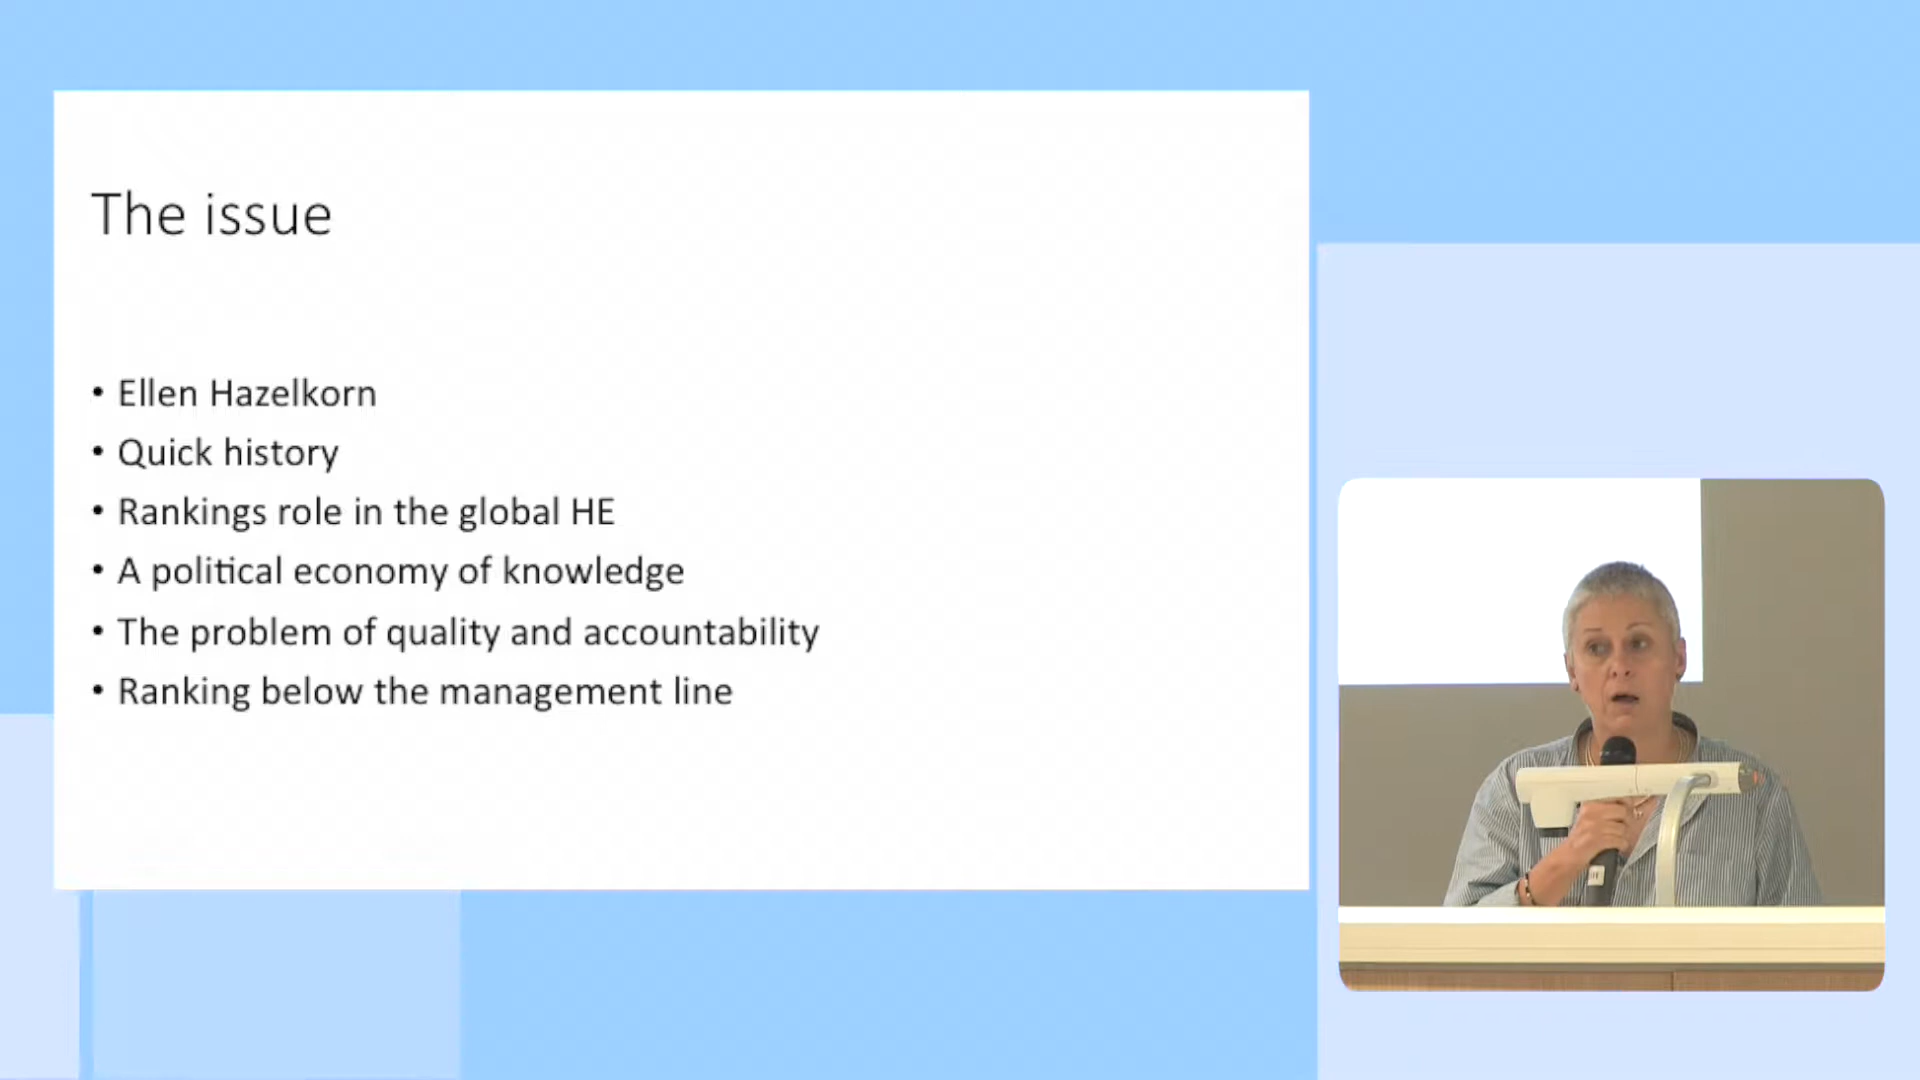 The issue
• Ellen Hazelkorn
• Quick history
• Rankings role in the global HE
• A political economy of knowledge
• The problem of quality and accountability
• Ranking below the management line